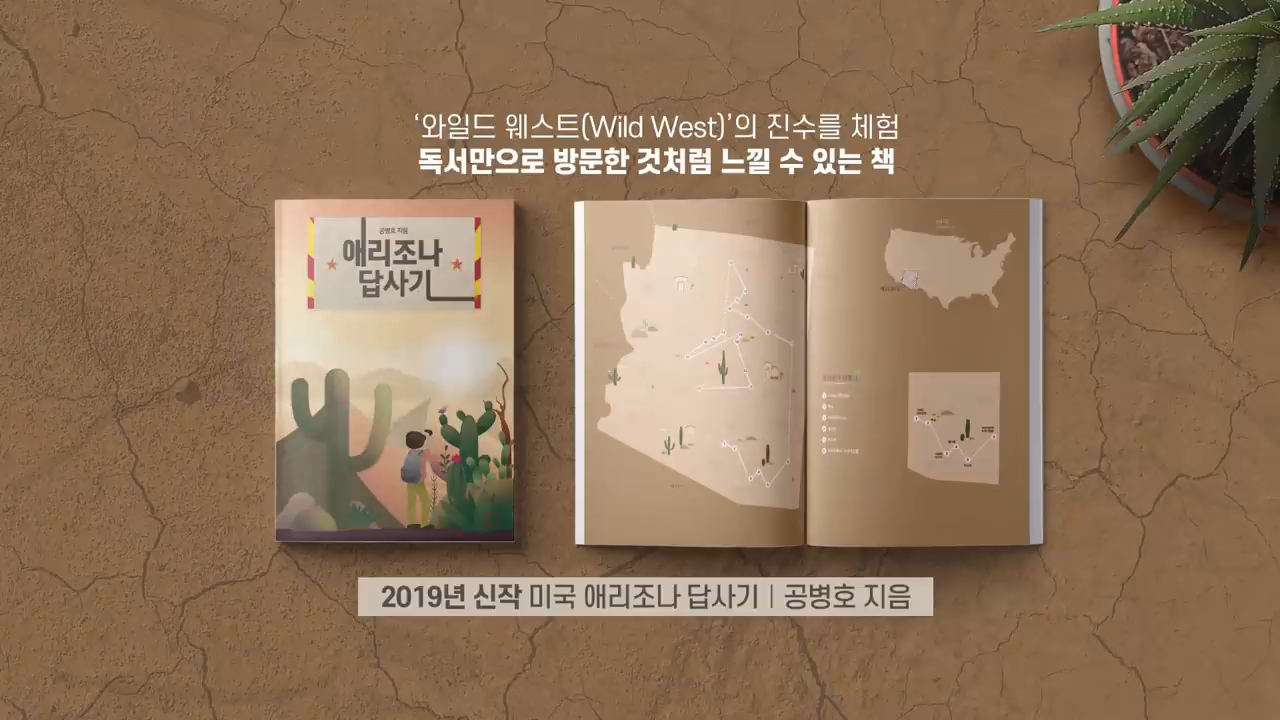 ‘와일드 웨스트(Wild West)’의 진수를 체험
독서만으로 방문한 것처럼 느낄 수 있는 책
공병호 지음
애리조나
답사기
2019년 신작 미국 애리조나 답사기 | 공병호 지음